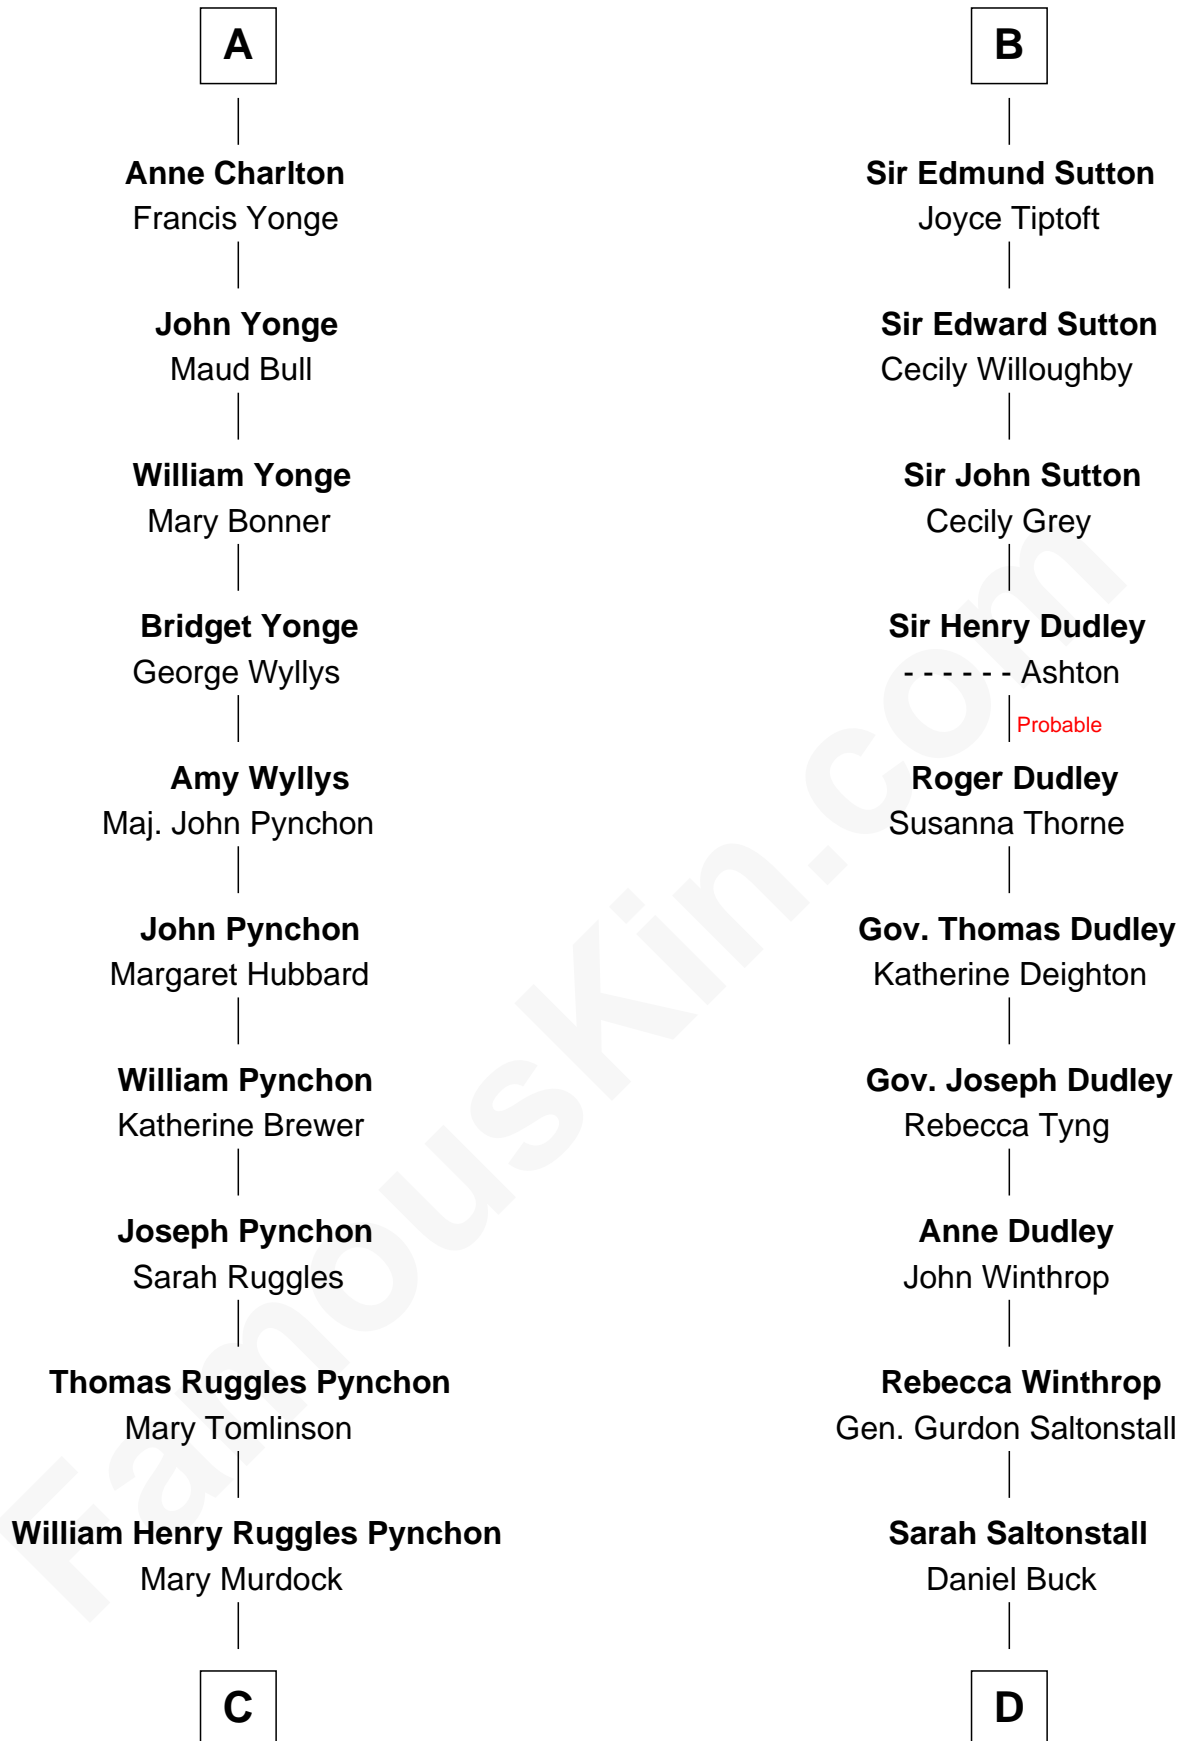 A
Anne Charlton
Francis Yonge
John Yonge
Maud Bull
William Yonge
Mary Bonner
Bridget Yonge
George Wyllys
Amy Wyllys
Maj. John Pynchon
John Pynchon
Margaret Hubbard
William Pynchon
Katherine Brewer
Joseph Pynchon
Sarah Ruggles
Thomas Ruggles Pynchon
Mary Tomlinson
William Henry Ruggles Pynchon
Mary Murdock
C
B
Sir Edmund Sutton
Joyce Tiptoft
Sir Edward Sutton
Cecily Willoughby
Sir John Sutton
Cecily Grey
Sir Henry Dudley
- - - - - - Ashton
Probable
Roger Dudley
Susanna Thorne
Gov. Thomas Dudley
Katherine Deighton
Gov. Joseph Dudley
Rebecca Tyng
Anne Dudley
John Winthrop
Rebecca Winthrop
Gen. Gurdon Saltonstall
Sarah Saltonstall
Daniel Buck
D
FamousKin.com